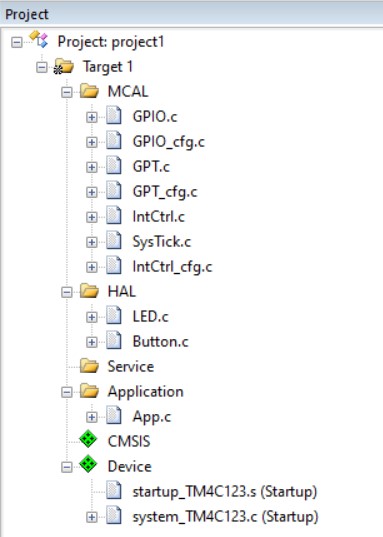 Project
Project: project1
Target 1
MCAL
GPIO.c
GPIO_cfg.c
GPT.c
GPT_cfg.c
IntCtrl.c
SysTick.c
IntCtrl_cfg.c
HAL
LED.c
Button.c
Service
Application
App.c
CMSIS
Device
startup_TM4C123.s (Startup)
system_TM4C123.c (Startup)